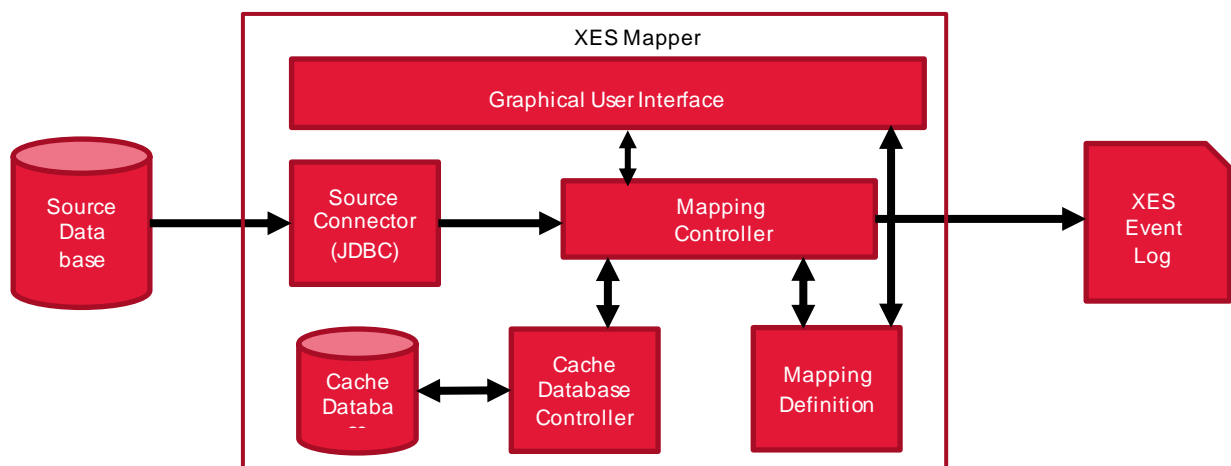 XES Mapper
Graphical User Interface
Source
Data
base
Source
Connector
(JDBC)
Mapping
Controller
XES
Event
Log
Cache
Databa
Cache
Database
Controller
Mapping
Definition